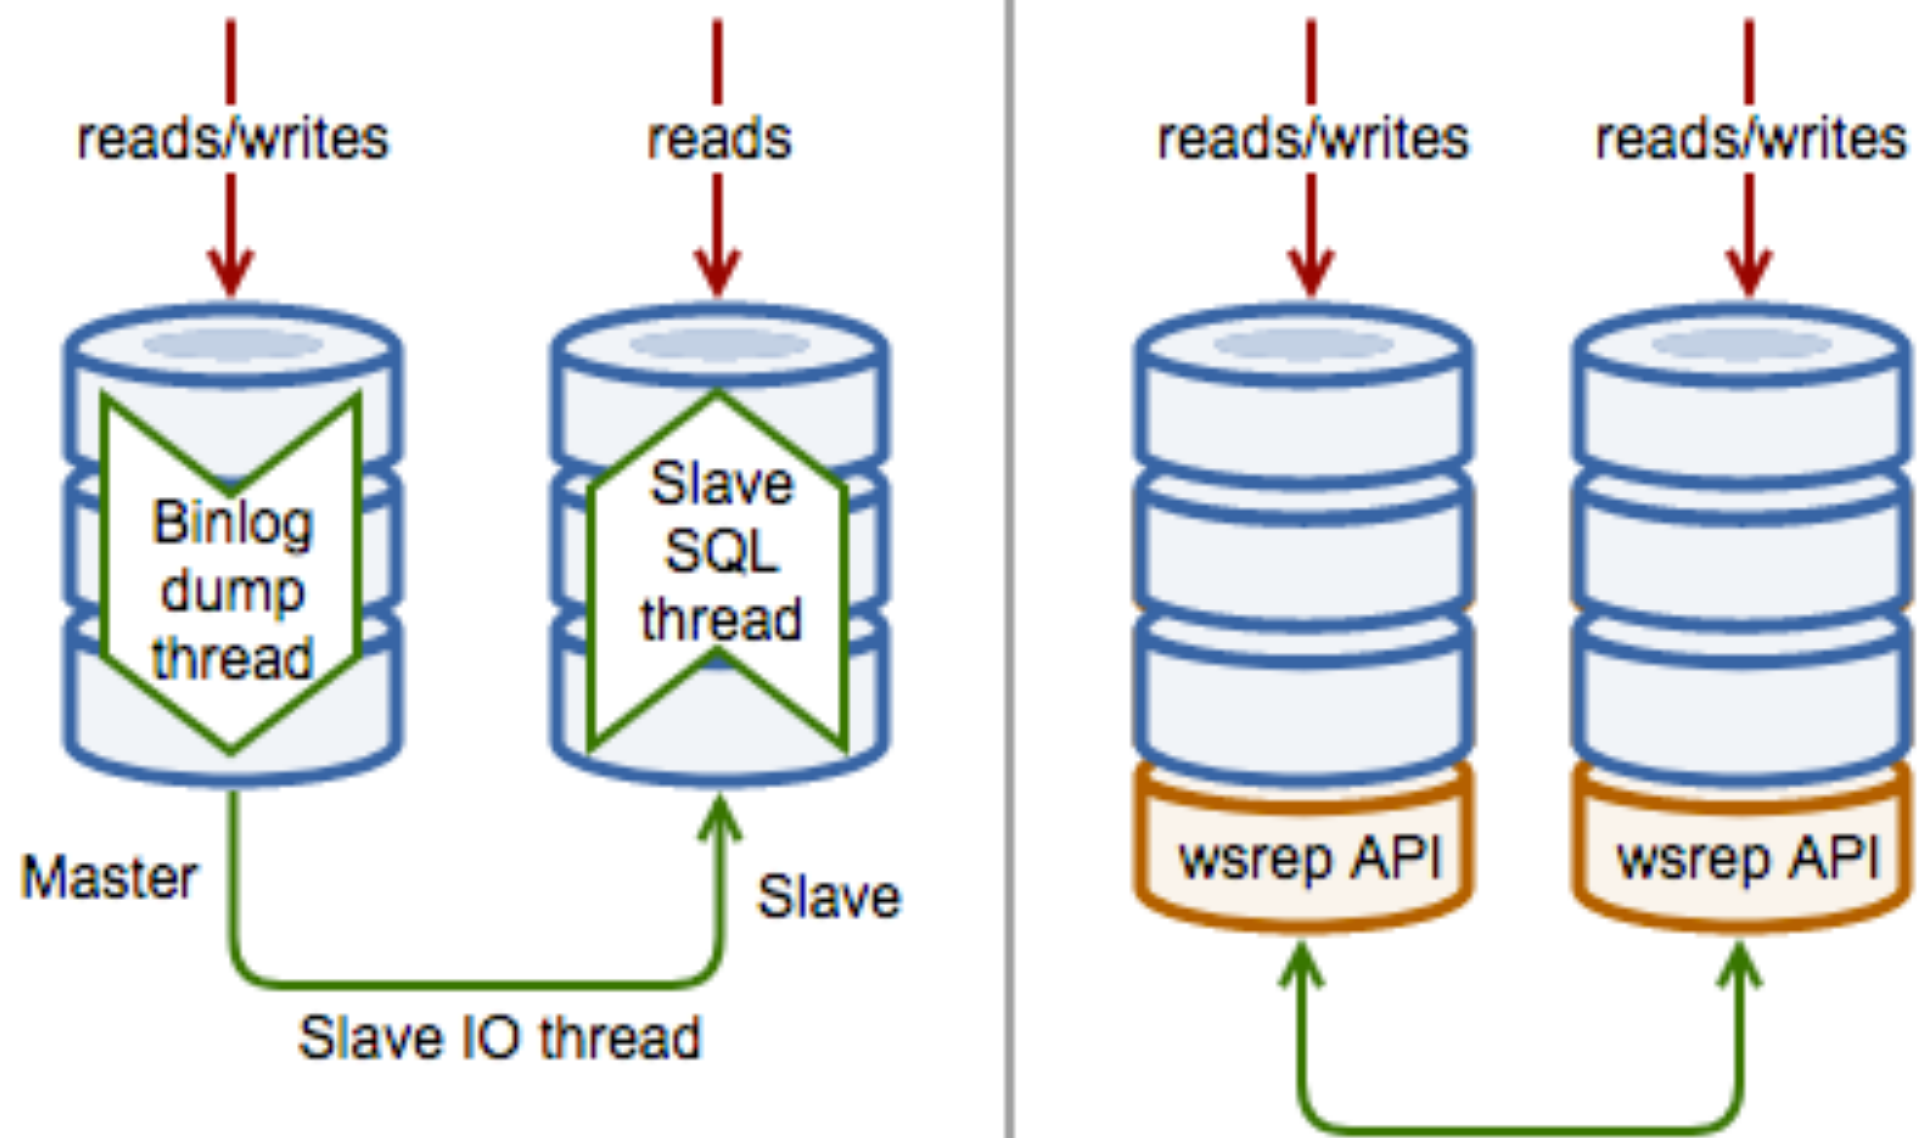 reads/writes
reads
Binlog
dump
thread
Slave
SQL
thread
Master
Slave
Slave IO thread
reads/writes
reads/writes
wsrep API
wsrep API